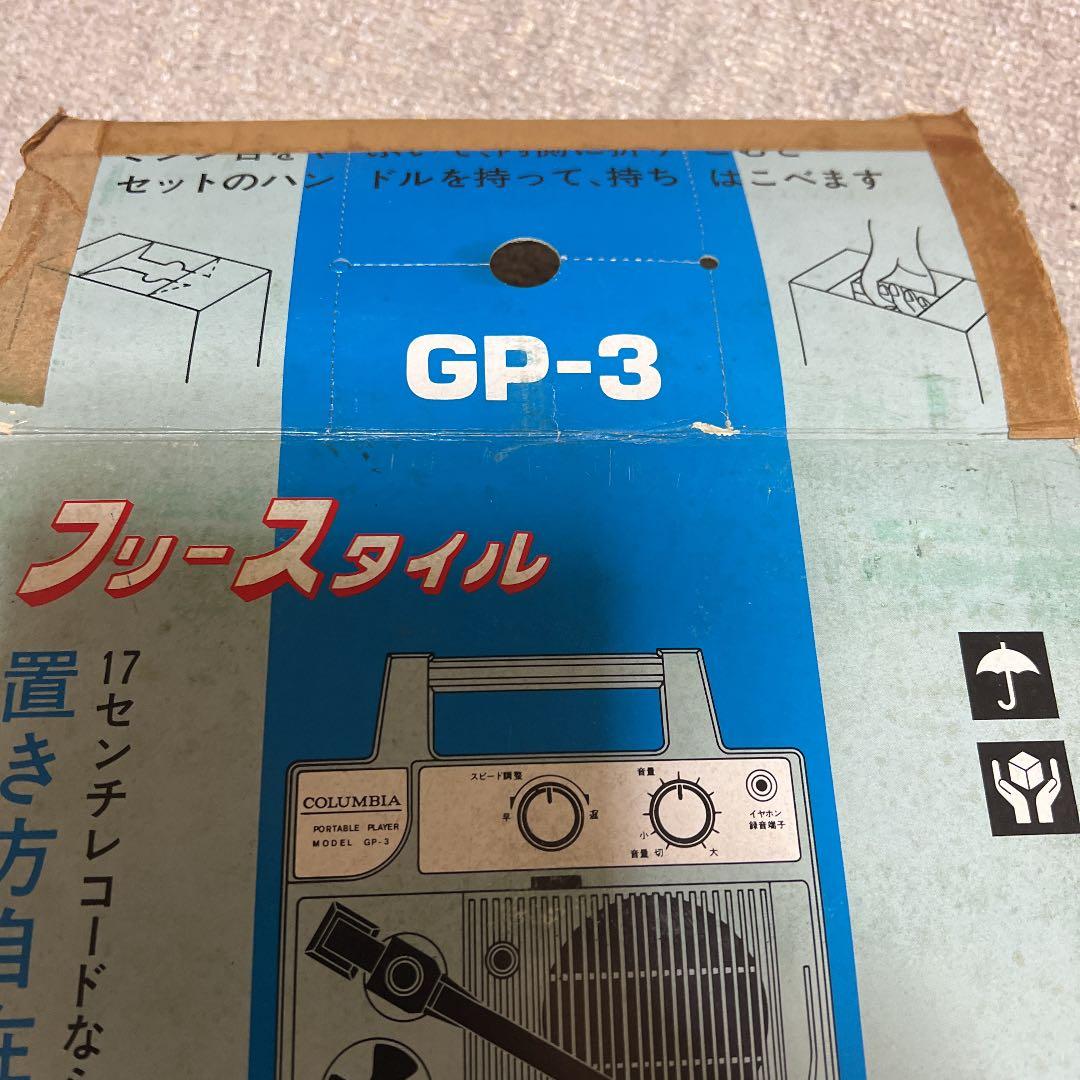 セットのハンドルを持って、持ち はこべます
GP-3
フリースタイル
17センチレコードな
置き方自在
COLUMBIA
PORTABLE PLAYER
MODEL GP-3
スピード調整
早 遅
音量
小
音量 切 大
イヤホン
録音端子